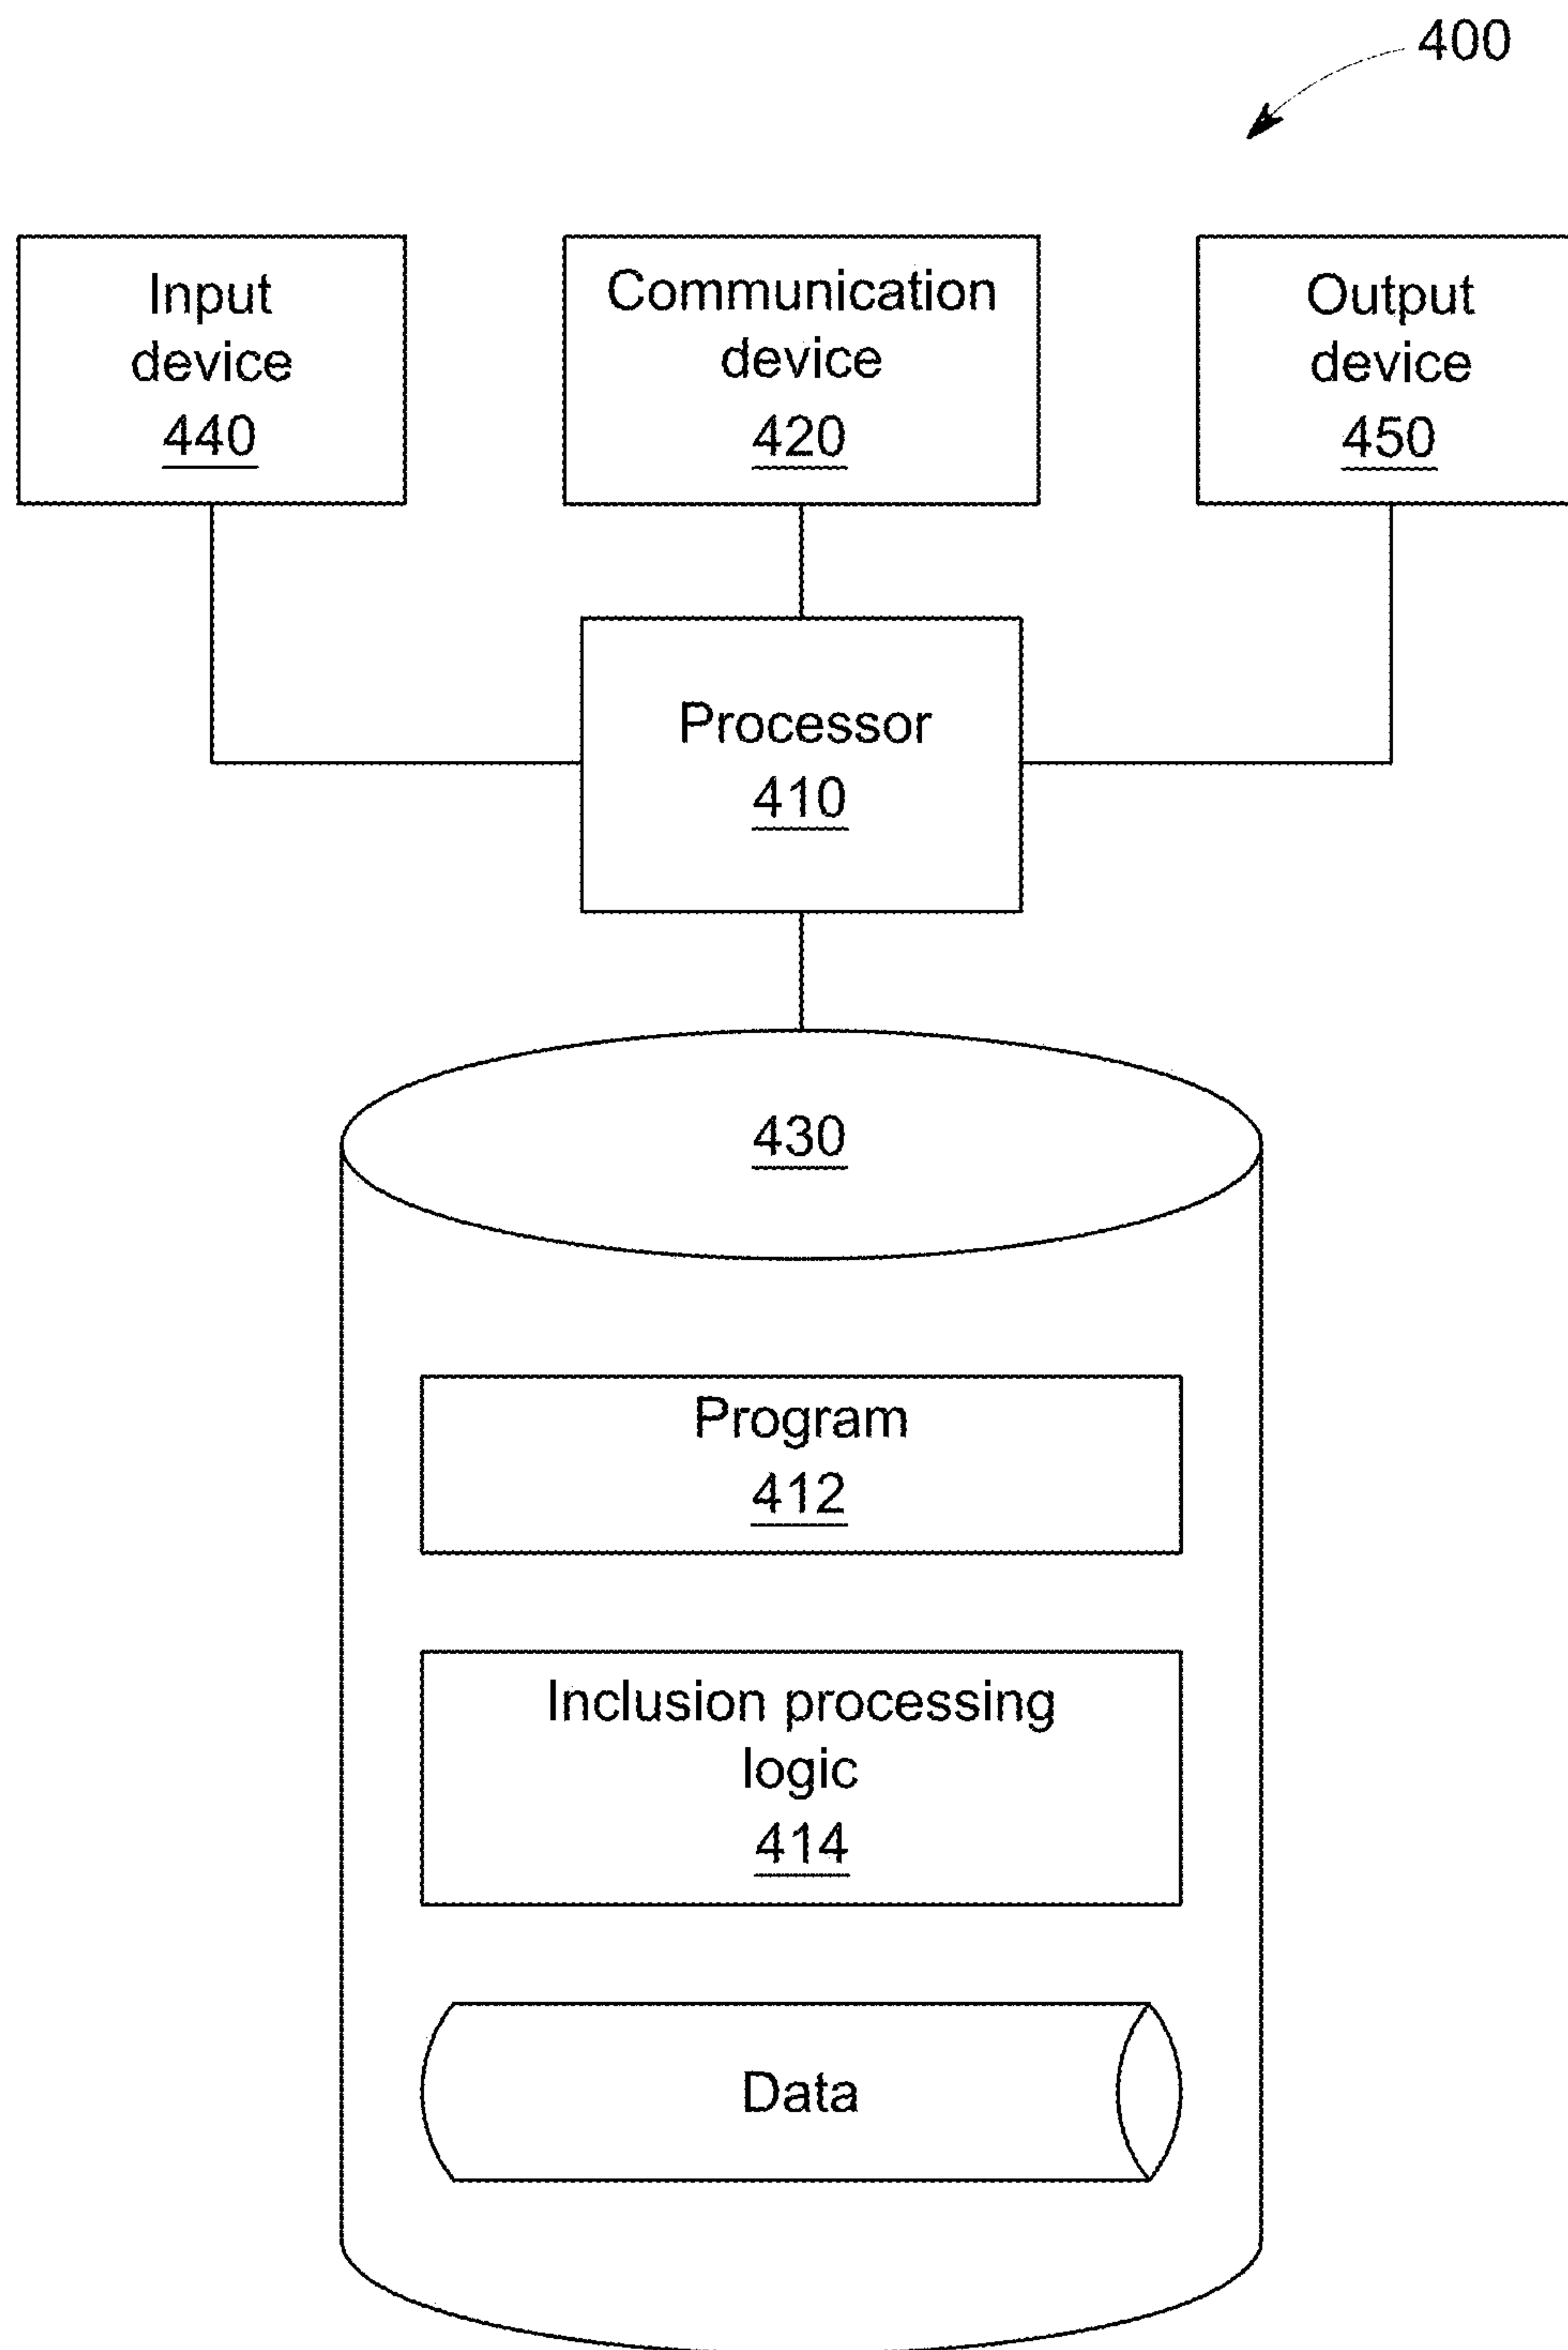 400
Input
device
440
Communication
device
420
Output
device
450
Processor
410
430
Program
412
Inclusion processing
logic
414
Data